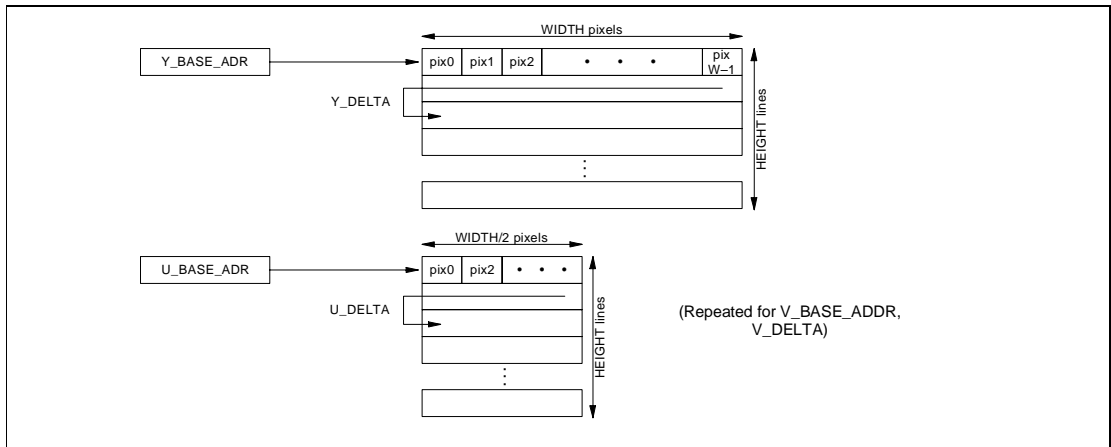 WIDTH pixels
Y_BASE_ADR
pix0 pix1 pix2 • • • pix
W–1
Y_DELTA
HEIGHT lines
WIDTH/2 pixels
U_BASE_ADR
pix0 pix2 • • •
U_DELTA
HEIGHT lines
(Repeated for V_BASE_ADDR,
V_DELTA)